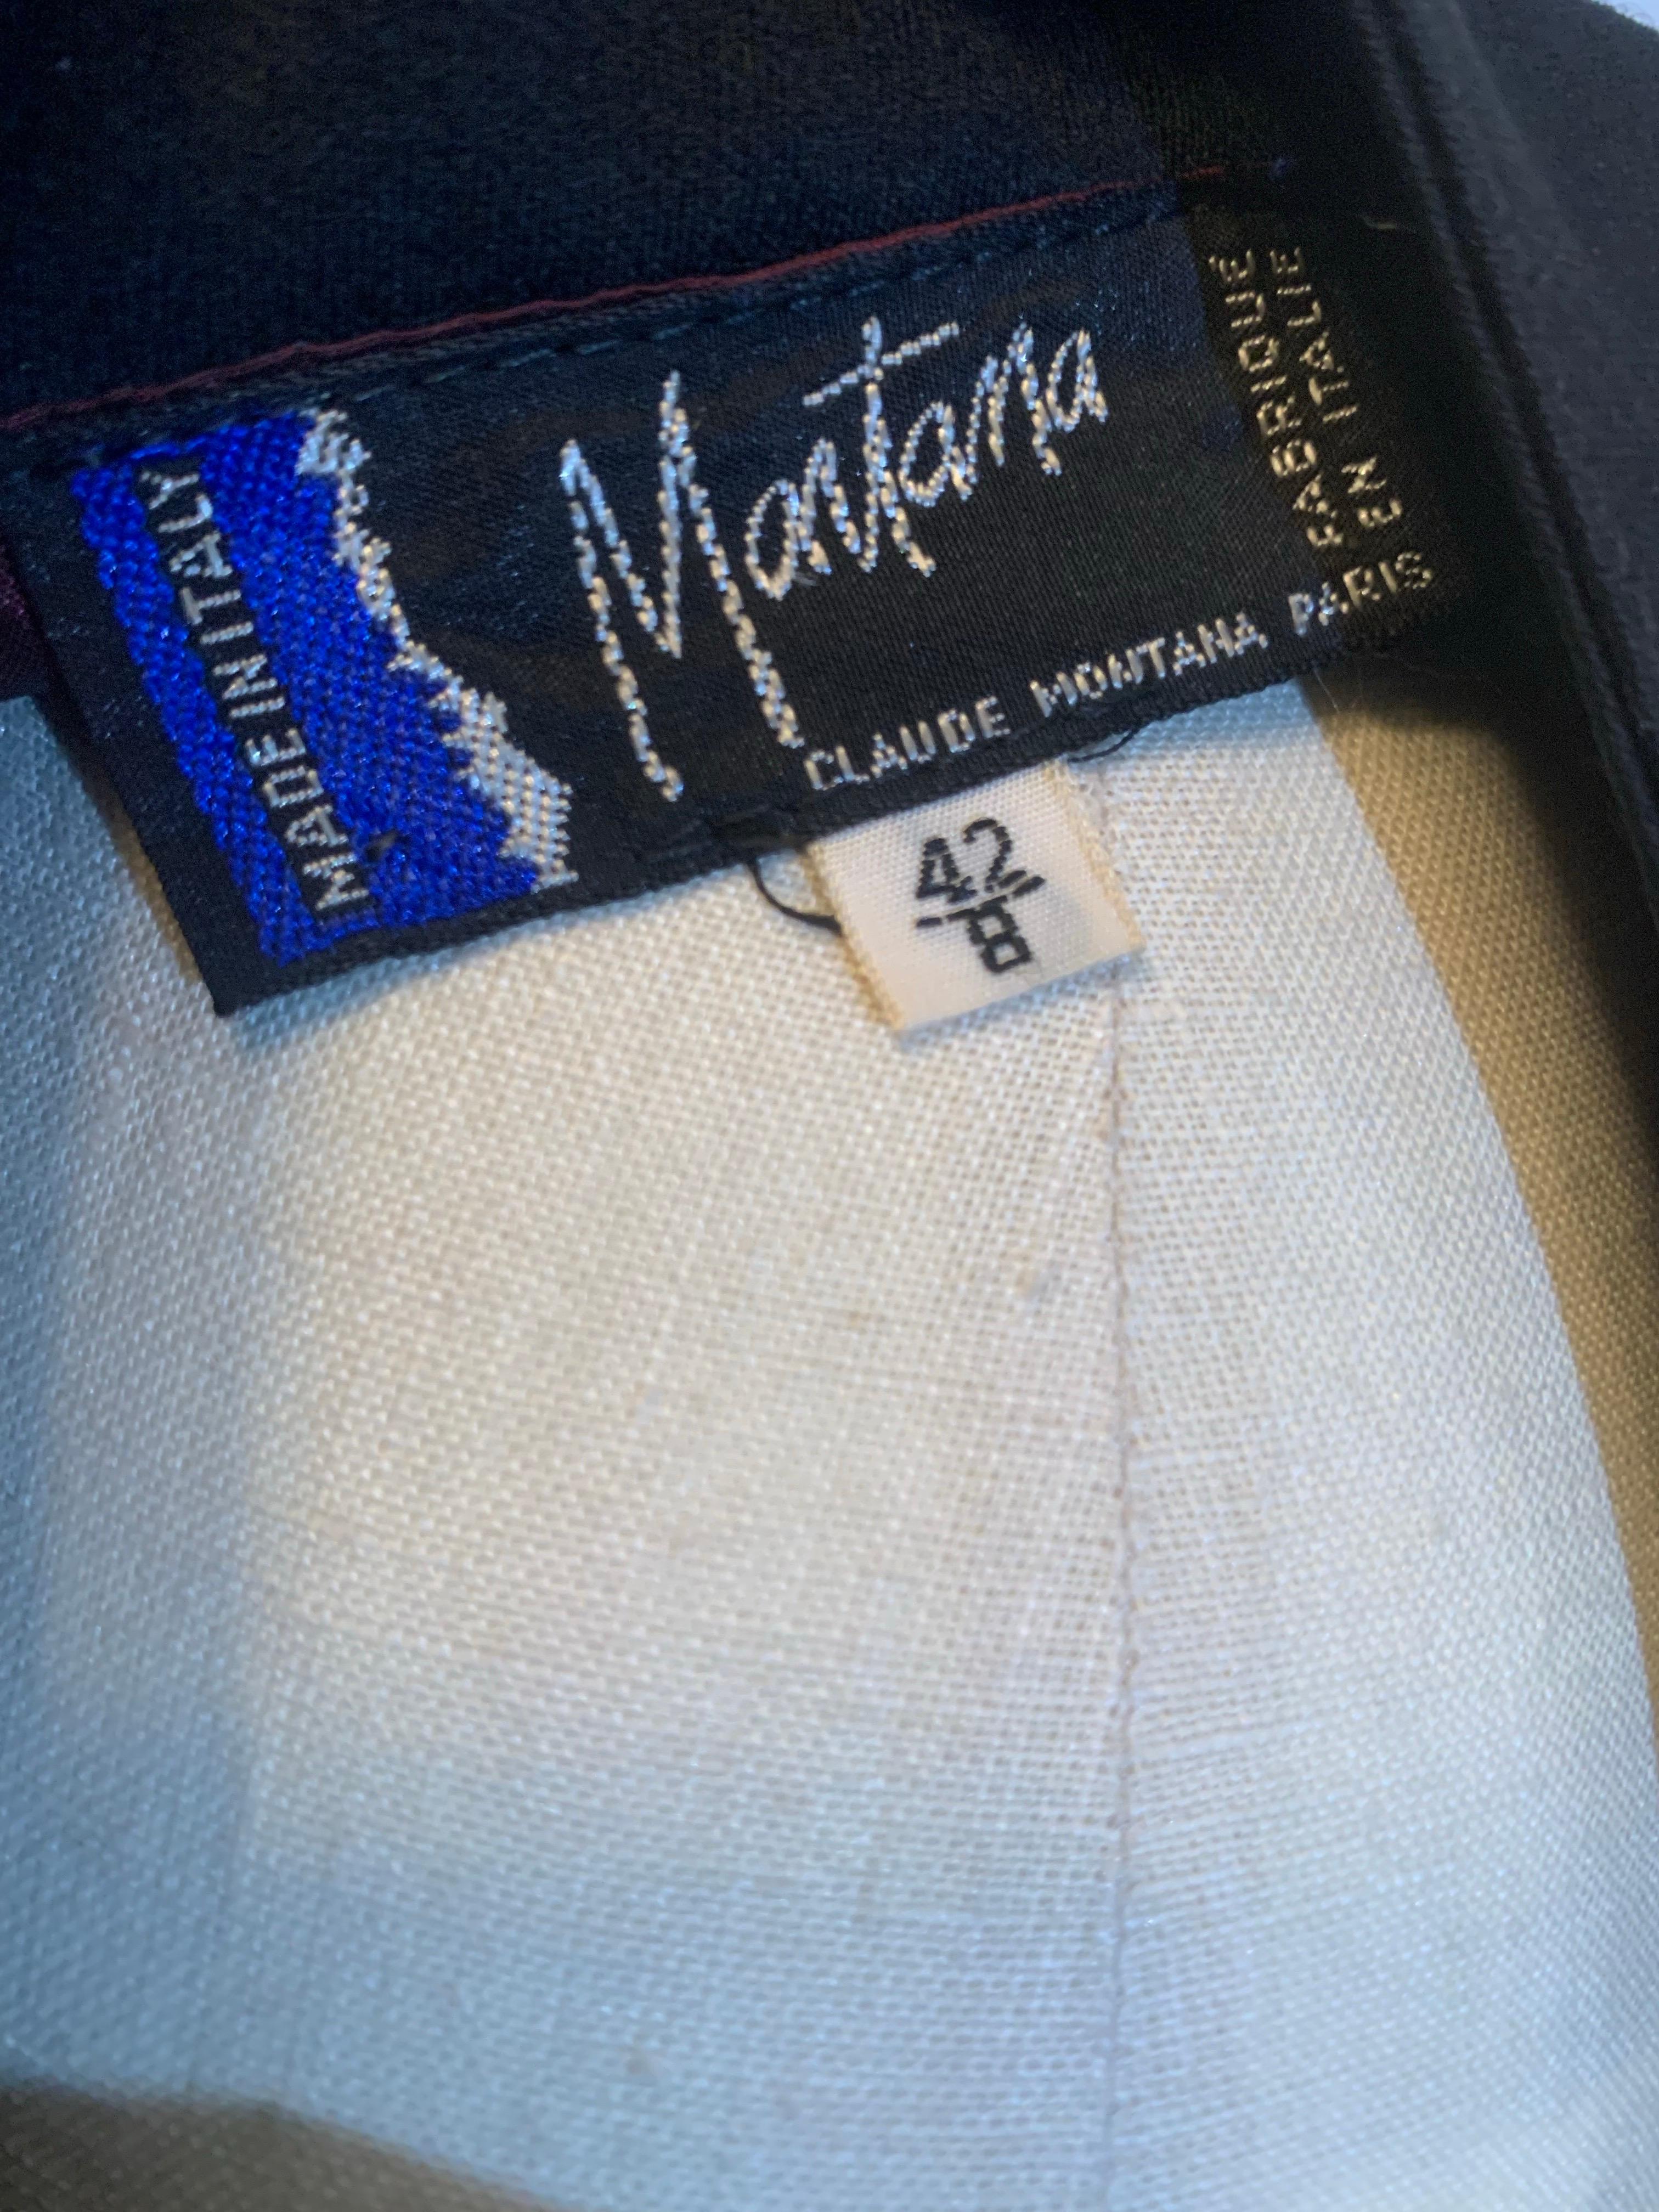 MADE IN ITALY
Montana
CLAUDE MONTANA PARIS
FABRIQUÉ
EN ITALIE
42
8